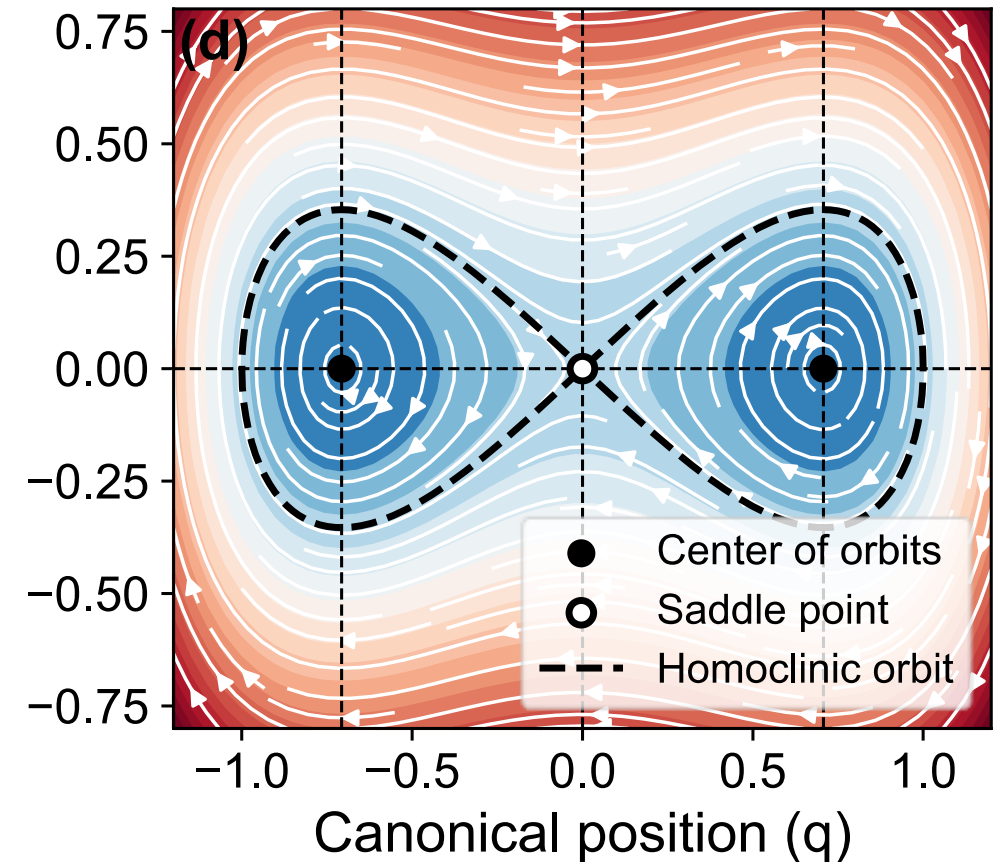 (d)
0.75
0.50
0.25
0.00
−0.25
−0.50
−0.75
Center of orbits
Saddle point
Homoclinic orbit
−1.0 −0.5 0.0 0.5 1.0
Canonical position (q)